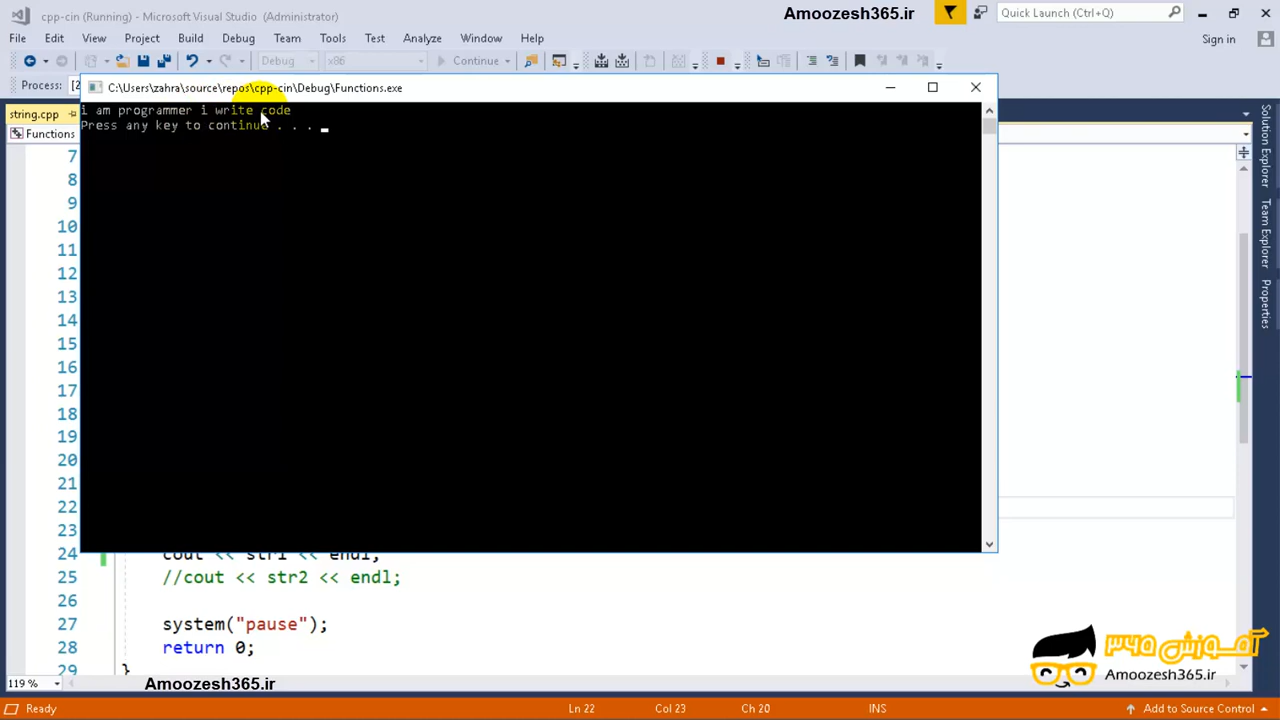 cpp-cin (Running) - Microsoft Visual Studio (Administrator)
Amoozesh365.ir
Quick Launch (Ctrl+Q)
File Edit View Project Build Debug Team Tools Test Analyze Window Help
Sign in
Debug x86 Continue
Process: [2
C:\Users\zahra\source\repos\cpp-cin\Debug\Functions.exe
string.cpp
Functions
i am programmer i write code
Press any key to continue . . .
Solution Explorer
Team Explorer
Properties
7
8
9
10
11
12
13
14
15
16
17
18
19
20
21
22
23
24 cout << str1 << endl;
25 //cout << str2 << endl;
26
27 system("pause");
28 return 0;
29 }
آموزش ۳۶۵
Amoozesh365.ir
119 %
Amoozesh365.ir
Ready Ln 22 Col 23 Ch 20 INS Add to Source Control